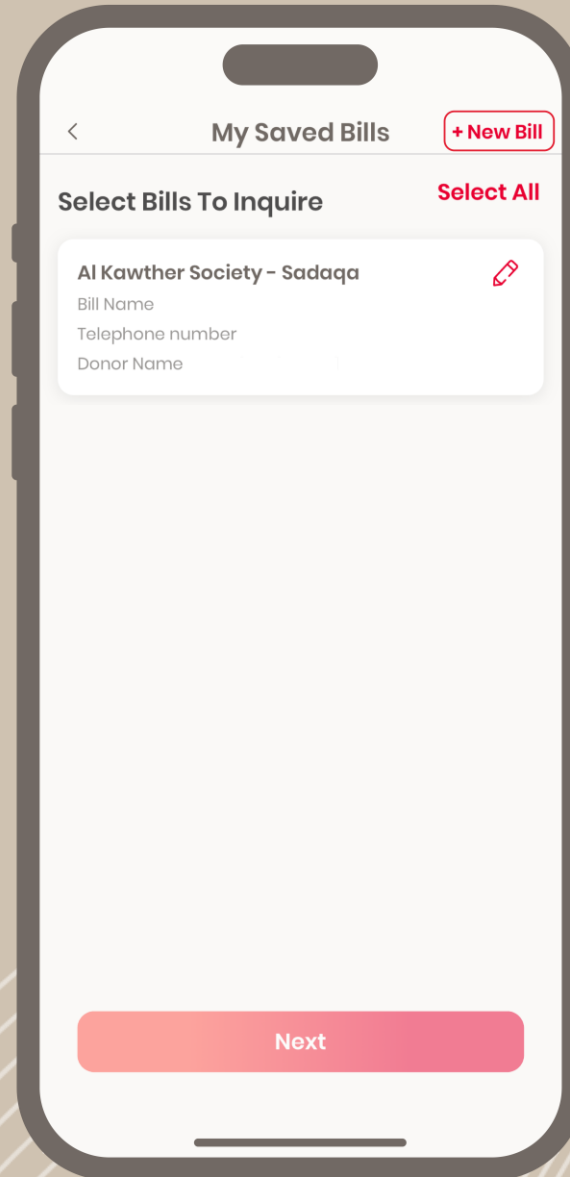 My Saved Bills
+ New Bill
Select Bills To Inquire
Select All
Al Kawther Society - Sadaqa
Bill Name
Telephone number
Donor Name
Next